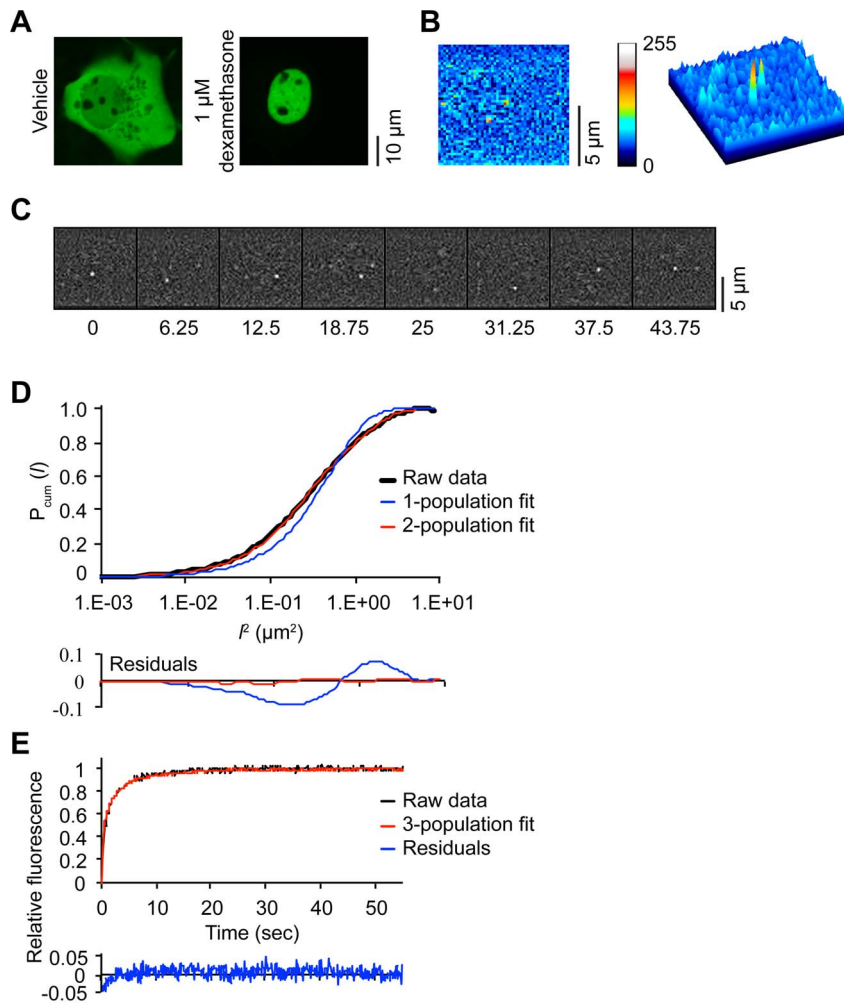 A
Vehicle
1 μM
dexamethasone
10 μm
B
5 μm
255
0
C
5 μm
0 6.25 12.5 18.75 25 31.25 37.5 43.75
D
1.0
0.8
0.6
0.4
0.2
0
P cum (l)
Raw data
1-population fit
2-population fit
1.E-03 1.E-02 1.E-01 1.E+00 1.E+01
l² (μm²)
0.1
0
-0.1
Residuals
E
Relative fluorescence
1
0.8
0.6
0.4
0.2
0
Raw data
3-population fit
Residuals
0 10 20 30 40 50
Time (sec)
0.05
0
-0.05